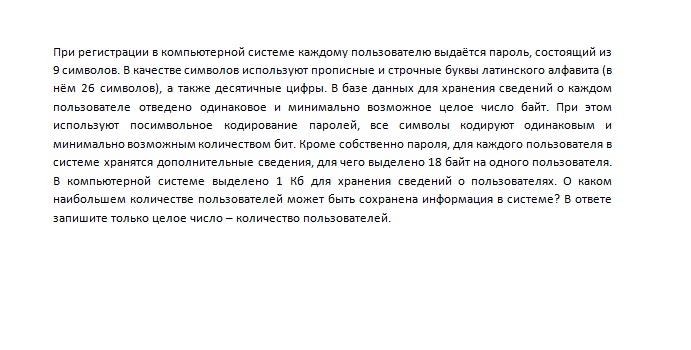 При регистрации в компьютерной системе каждому пользователю выдаётся пароль, состоящий из
9 символов. В качестве символов используют прописные и строчные буквы латинского алфавита (в
нём 26 символов), а также десятичные цифры. В базе данных для хранения сведений о каждом
пользователе отведено одинаковое и минимально возможное целое число байт. При этом
используют посимвольное кодирование паролей, все символы кодируют одинаковым и
минимально возможным количеством бит. Кроме собственно пароля, для каждого пользователя в
системе хранятся дополнительные сведения, для чего выделено 18 байт на одного пользователя.
В компьютерной системе выделено 1 Кб для хранения сведений о пользователях. О каком
наибольшем количестве пользователей может быть сохранена информация в системе? В ответе
запишите только целое число – количество пользователей.